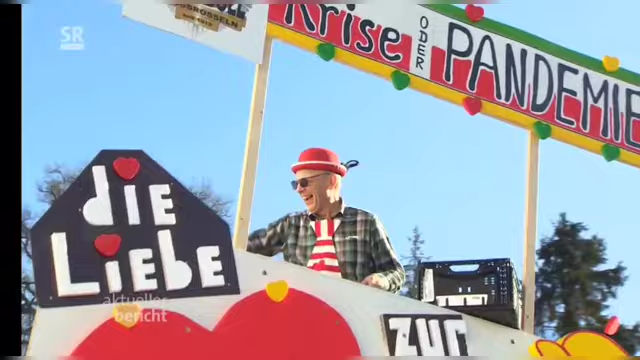 SR
Krise ODER PANDEMIE
die
Liebe
aktueller
bericht
ZUR